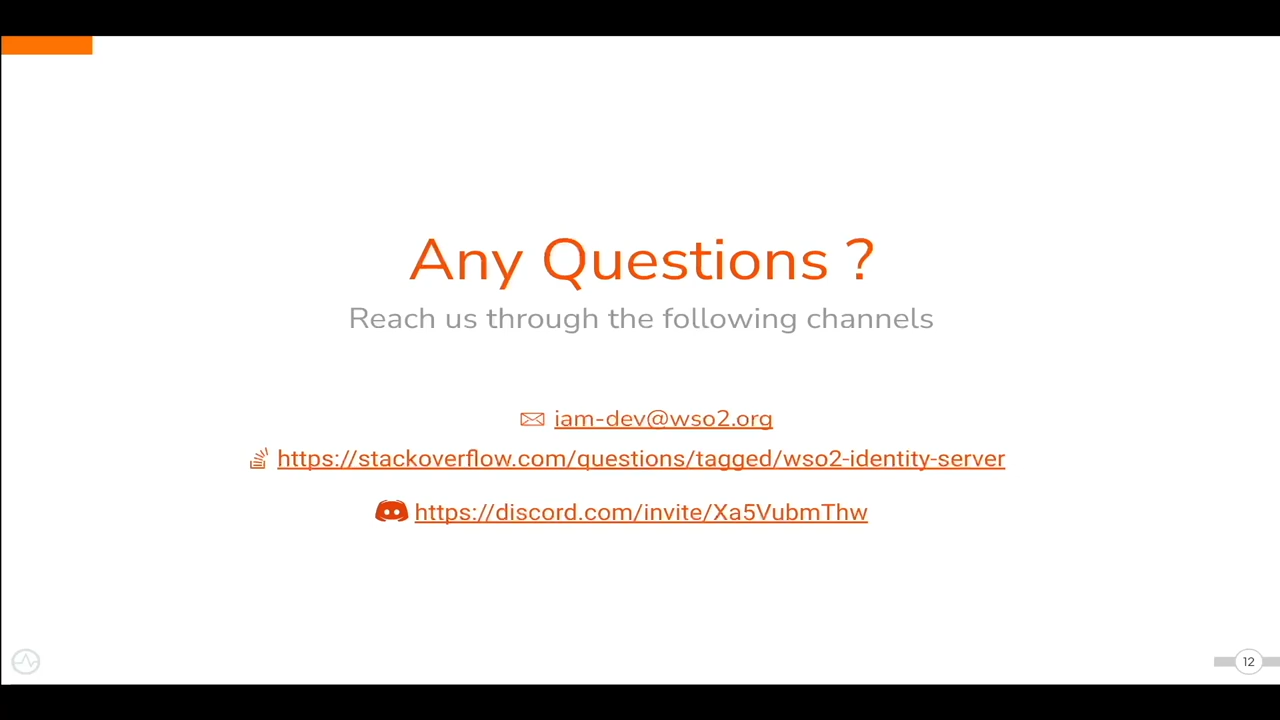 Any Questions ?
Reach us through the following channels
iam-dev@wso2.org
https://stackoverflow.com/questions/tagged/wso2-identity-server
https://discord.com/invite/Xa5VubmThw
12